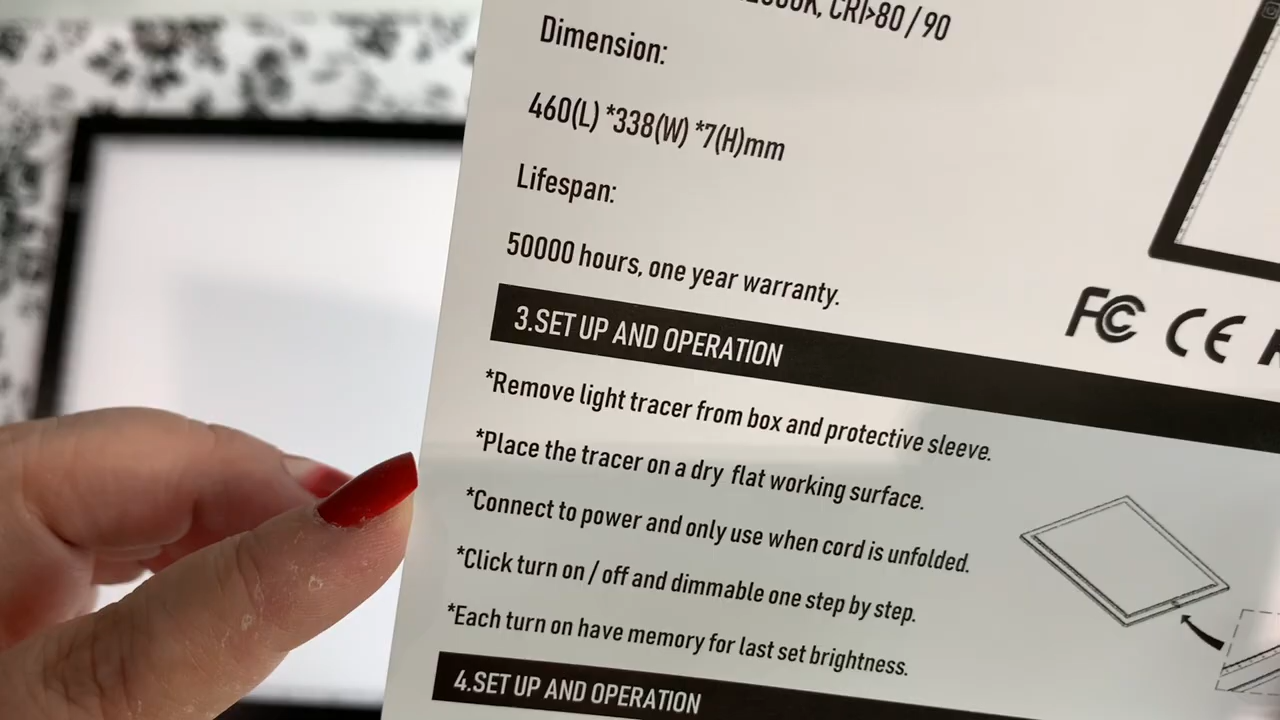 CRI>80 / 90
Dimension:
460(L) *338(W) *7(H)mm
Lifespan:
50000 hours, one year warranty.
FC CE
3.SET UP AND OPERATION
*Remove light tracer from box and protective sleeve.
*Place the tracer on a dry flat working surface.
*Connect to power and only use when cord is unfolded.
*Click turn on / off and dimmable one step by step.
*Each turn on have memory for last set brightness.
4.SET UP AND OPERATION